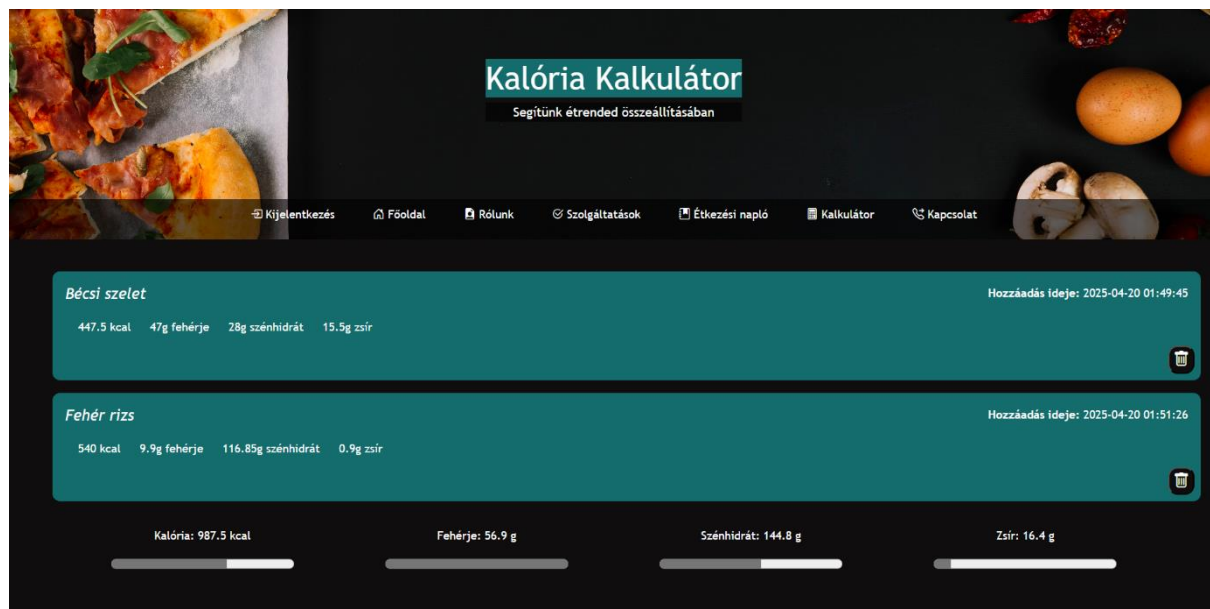 Kalória Kalkulátor
Segítünk étrended összeállításában
Kijelentkezés Főoldal Rólunk Szolgáltatások Étkezési napló Kalkulátor Kapcsolat
Bécsi szelet Hozzáadás ideje: 2025-04-20 01:49:45
447.5 kcal 47g fehérje 28g szénhidrát 15.5g zsír
Fehér rizs Hozzáadás ideje: 2025-04-20 01:51:26
540 kcal 9.9g fehérje 116.85g szénhidrát 0.9g zsír
Kalória: 987.5 kcal Fehérje: 56.9 g Szénhidrát: 144.8 g Zsír: 16.4 g